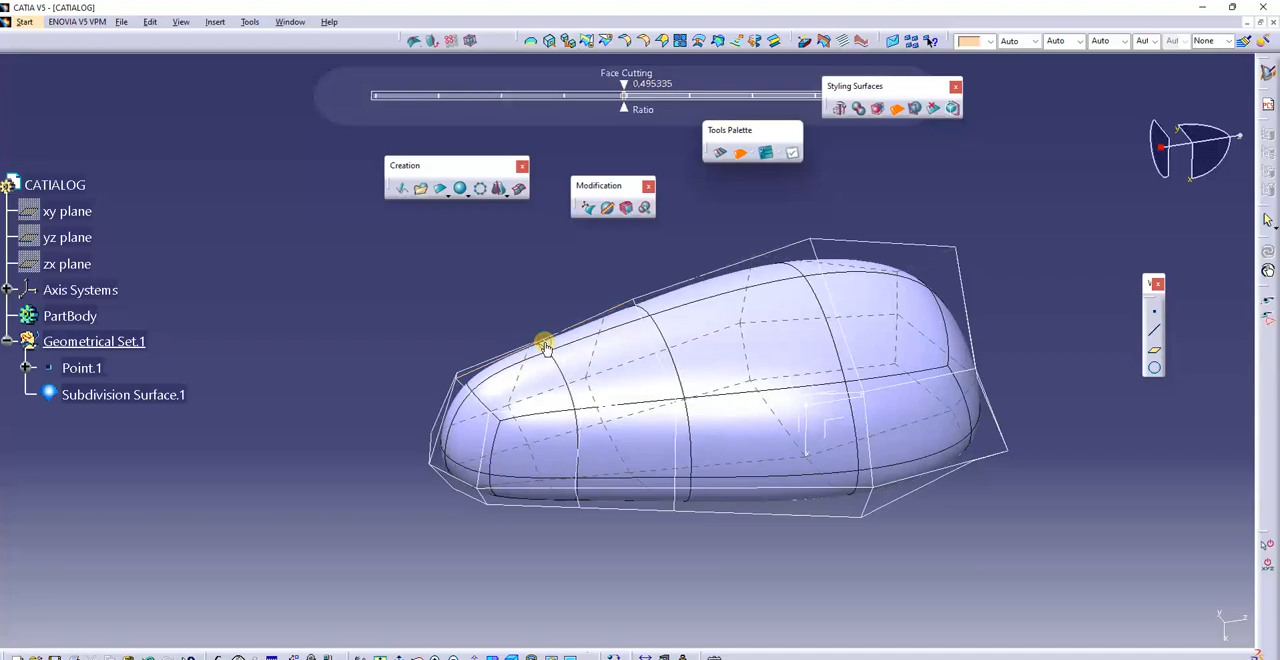 CATIA V5 - [CATIALOG]
Start ENOVIA V5 VPM File Edit View Insert Tools Window Help
Auto Auto Auto Aut Aut None
Face Cutting
0,495335
Ratio
Styling Surfaces
Tools Palette
Creation
Modification
CATIALOG
xy plane
yz plane
zx plane
Axis Systems
PartBody
Geometrical Set.1
Point.1
Subdivision Surface.1
y
x
y
z
x